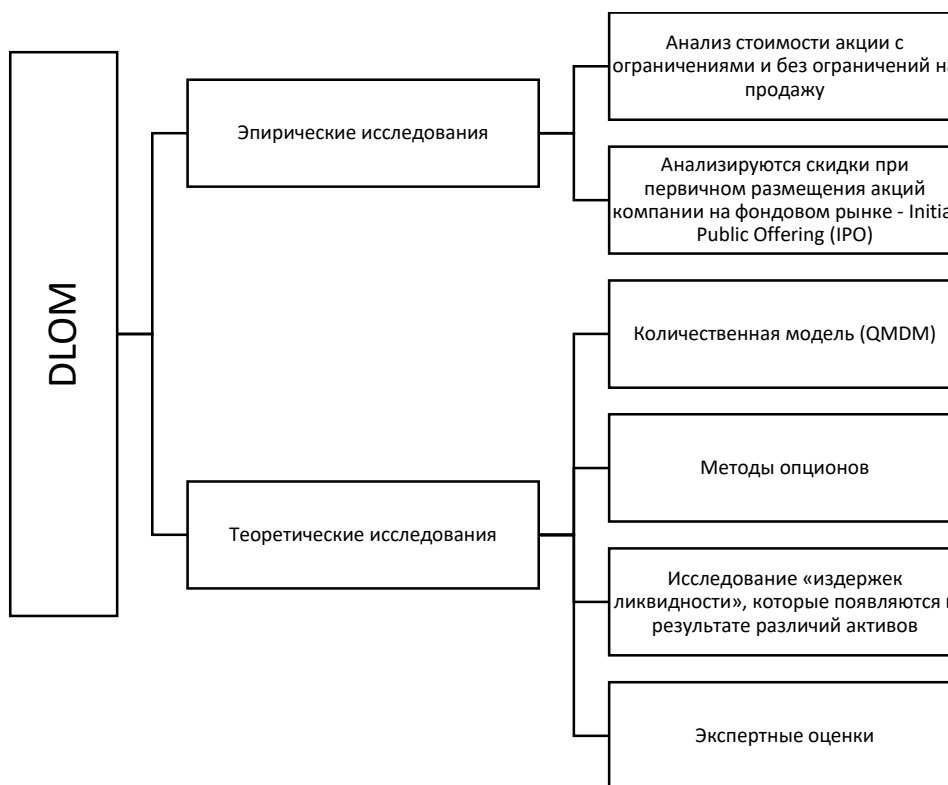 DLOM
Эпирические исследования
Анализ стоимости акции с
ограничениями и без ограничений на
продажу
Анализируются скидки при
первичном размещения акций
компании на фондовом рынке - Initia
Public Offering (IPO)
Теоретические исследования
Количественная модель (QMDM)
Методы опционов
Исследование «издержек
ликвидности», которые появляются
результате различий активов
Экспертные оценки